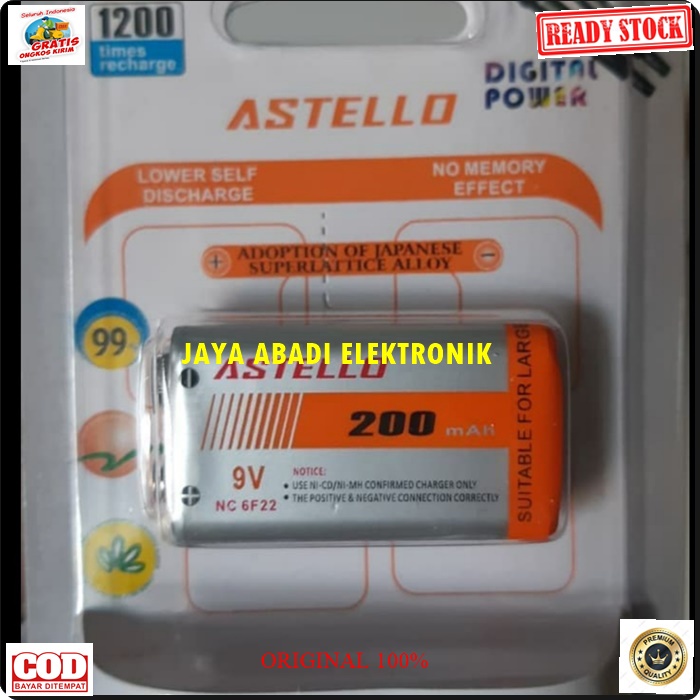 Seluruh Indonesia
GRATIS
ONGKOS KIRIM
1200
times
recharge
READY STOCK
DIGITAL
POWER
ASTELLO
LOWER SELF
DISCHARGE
NO MEMORY
EFFECT
ADOPTION OF JAPANESE
SUPERLATTICE ALLOY
99
JAYA ABADI ELEKTRONIK
ASTELLO
200 mAh
9V
NC 6F22
NOTICE:
USE NI-CD/NI-MH CONFIRMED CHARGER ONLY
THE POSITIVE & NEGATIVE CONNECTION CORRECTLY
SUITABLE FOR LARGE
ORIGINAL 100%
COD
BAYAR DITEMPAT
PREMIUM
QUALITY